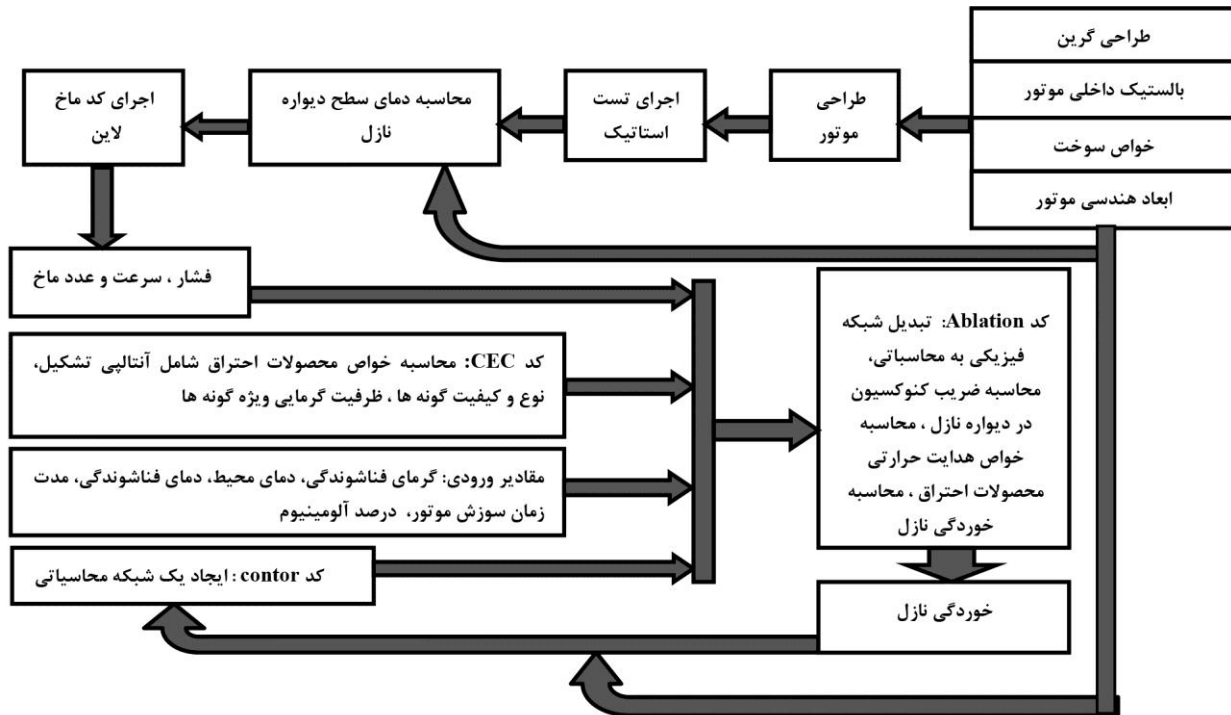 طراحی گرین
بالستیک داخلی موتور
خواص سوخت
ابعاد هندسی موتور
طراحی
موتور
اجرای تست
استاتیک
محاسبه دمای سطح دیواره
نازل
اجرای کد ماخ
لاین
فشار ، سرعت و عدد ماخ
کد CEC: محاسبه خواص محصولات احتراق شامل آنتالپی تشکیل،
نوع و کیفیت گونه ها ، ظرفیت گرمایی ویژه گونه ها
مقادیر ورودی: گرمای فناشوندگی، دمای محیط، دمای فناشوندگی، مدت
زمان سوزش موتور، درصد آلومینیوم
کد contor : ایجاد یک شبکه محاسباتی
کد Ablation: تبدیل شبکه
فیزیکی به محاسباتی،
محاسبه ضریب کنوکسیون
در دیواره نازل ، محاسبه
خواص هدایت حرارتی
محصولات احتراق ، محاسبه
خوردگی نازل
خوردگی نازل